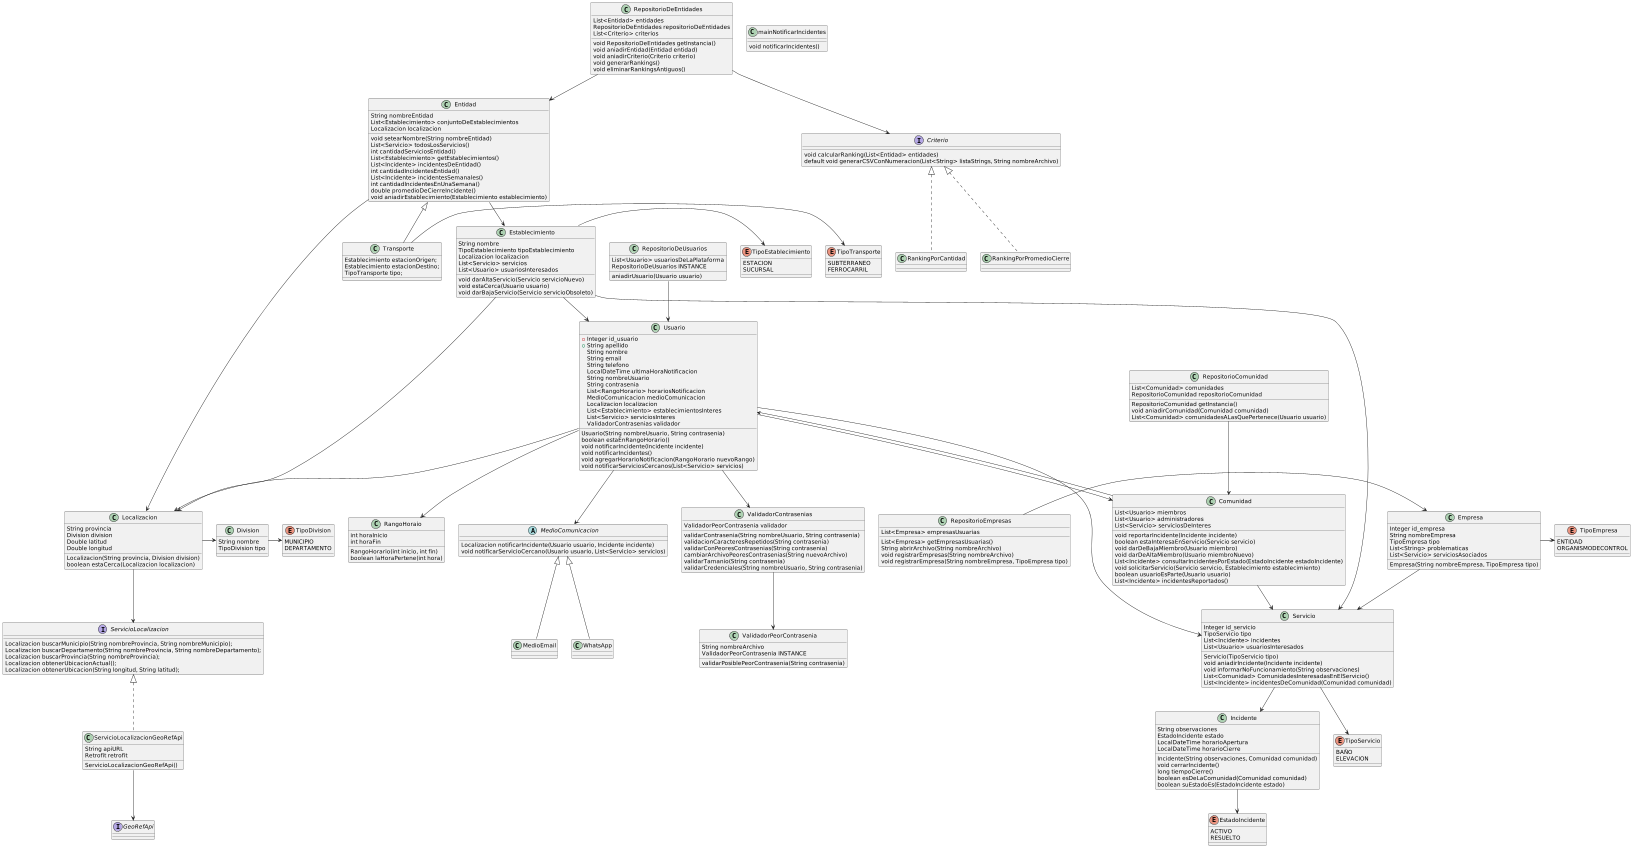 RepositorioDeEntidades
List<Entidad> entidades
RepositorioDeEntidades repositorioDeEntidades
List<Criterio> criterios
void RepositorioDeEntidades getInstancia()
void aniadirEntidad(Entidad entidad)
void aniadirCriterio(Criterio criterio)
void generarRankings()
void eliminarRankingsAntiguos()
mainNotificarIncidentes
void notificarIncidentes()
Entidad
String nombreEntidad
List<Establecimiento> conjuntoDeEstablecimientos
Localizacion localizacion
void setearNombre(String nombreEntidad)
List<Servicio> todosLosServicios()
int cantidadServiciosEntidad()
List<Establecimiento> getEstablecimientos()
List<Incidente> incidentesDeEntidad()
int cantidadIncidentesEntidad()
List<Incidente> incidentesSemanales()
int cantidadIncidentesEnUnaSemana()
double promedioDeCierreIncidente()
void aniadirEstablecimiento(Establecimiento establecimiento)
Criterio
void calcularRanking(List<Entidad> entidades)
default void generarCSVConNumeracion(List<String> listaStrings, String nombreArchivo)
Transporte
Establecimiento estacionOrigen;
Establecimiento estacionDestino;
TipoTransporte tipo;
Establecimiento
String nombre
TipoEstablecimiento tipoEstablecimiento
Localizacion localizacion
List<Servicio> servicios
List<Usuario> usuariosInteresados
void darAltaServicio(Servicio servicioNuevo)
void estaCerca(Usuario usuario)
void darBajaServicio(Servicio servicioObsoleto)
RepositorioDeUsuarios
List<Usuario> usuariosDeLaPlataforma
RepositorioDeUsuarios INSTANCE
aniadirUsuario(Usuario usuario)
TipoEstablecimiento
ESTACION
SUCURSAL
TipoTransporte
SUBTERRANEO
FERROCARRIL
RankingPorCantidad
RankingPorPromedioCierre
Usuario
Integer id_usuario
String apellido
String nombre
String email
String telefono
LocalDateTime ultimaHoraNotificacion
String nombreUsuario
String contrasenia
List<RangoHorario> horariosNotificacion
MedioComunicacion medioComunicacion
Localizacion localizacion
List<Establecimiento> establecimientosInteres
List<Servicio> serviciosInteres
ValidadorContrasenias validador
Usuario(String nombreUsuario, String contrasenia)
boolean estaEnRangoHorario()
void notificarIncidente(Incidente incidente)
void notificarIncidentes()
void agregarHorarioNotificacion(RangoHorario nuevoRango)
void notificarServiciosCercanos(List<Servicio> servicios)
RepositorioComunidad
List<Comunidad> comunidades
RepositorioComunidad repositorioComunidad
RepositorioComunidad getInstancia()
void aniadirComunidad(Comunidad comunidad)
List<Comunidad> comunidadesALasQuePertenece(Usuario usuario)
Localizacion
String provincia
Division division
Double latitud
Double longitud
Localizacion(String provincia, Division division)
boolean estaCerca(Localizacion localizacion)
Division
String nombre
TipoDivision tipo
TipoDivision
MUNICIPIO
DEPARTAMENTO
RangoHoraio
int horaInicio
int horaFin
RangoHorario(int inicio, int fin)
boolean laHoraPertene(int hora)
MedioComunicacion
Localizacion notificarIncidente(Usuario usuario, Incidente incidente)
void notificarServicioCercano(Usuario usuario, List<Servicio> servicios)
ValidadorContrasenias
ValidadorPeorContrasenia validador
validarContrasenia(String nombreUsuario, String contrasenia)
validacionCaracteresRepetidos(String contrasenia)
validarConPeoresContrasenias(String contrasenia)
cambiarArchivoPeoresContrasenias(String nuevoArchivo)
validarTamanio(String contrasenia)
validarCredenciales(String nombreUsuario, String contrasenia)
RepositorioEmpresas
List<Empresa> empresasUsuarias
List<Empresa> getEmpresasUsuarias()
String abrirArchivo(String nombreArchivo)
void registrarEmpresas(String nombreArchivo)
void registrarEmpresa(String nombreEmpresa, TipoEmpresa tipo)
Comunidad
List<Usuario> miembros
List<Usuario> administradores
List<Servicio> serviciosDeInteres
void reportarIncidente(Incidente incidente)
boolean estaInteresaEnServicio(Servicio servicio)
void darDeBajaMiembro(Usuario miembro)
void darDeAltaMiembro(Usuario miembroNuevo)
List<Incidente> consultarIncidentesPorEstado(EstadoIncidente estadoIncidente)
void solicitarServicio(Servicio servicio, Establecimiento establecimiento)
boolean usuarioEsParte(Usuario usuario)
List<Incidente> incidentesReportados()
Empresa
Integer id_empresa
String nombreEmpresa
TipoEmpresa tipo
List<String> problematicas
List<Servicio> serviciosAsociados
Empresa(String nombreEmpresa, TipoEmpresa tipo)
TipoEmpresa
ENTIDAD
ORGANISMODECONTROL
ServicioLocalizacion
Localizacion buscarMunicipio(String nombreProvincia, String nombreMunicipio);
Localizacion buscarDepartamento(String nombreProvincia, String nombreDepartamento);
Localizacion buscarProvincia(String nombreProvincia);
Localizacion obtenerUbicacionActual();
Localizacion obtenerUbicacion(String longitud, String latitud);
MedioEmail
WhatsApp
ValidadorPeorContrasenia
String nombreArchivo
ValidadorPeorContrasenia INSTANCE
validarPosiblePeorContrasenia(String contrasenia)
Servicio
Integer id_servicio
TipoServicio tipo
List<Incidente> incidentes
List<Usuario> usuariosInteresados
Servicio(TipoServicio tipo)
void aniadirIncidente(Incidente incidente)
void informarNoFuncionamiento(String observaciones)
List<Comunidad> ComunidadesInteresadasEnElServicio()
List<Incidente> incidentesDeComunidad(Comunidad comunidad)
ServicioLocalizacionGeoRefApi
String apiURL
Retrofit retrofit
ServicioLocalizacionGeoRefApi()
Incidente
String observaciones
EstadoIncidente estado
LocalDateTime horarioApertura
LocalDateTime horarioCierre
Incidente(String observaciones, Comunidad comunidad)
void cerrarIncidente()
long tiempoCierre()
boolean esDeLaComunidad(Comunidad comunidad)
boolean suEstadoEs(EstadoIncidente estado)
TipoServicio
BAÑO
ELEVACION
GeoRefApi
EstadoIncidente
ACTIVO
RESUELTO